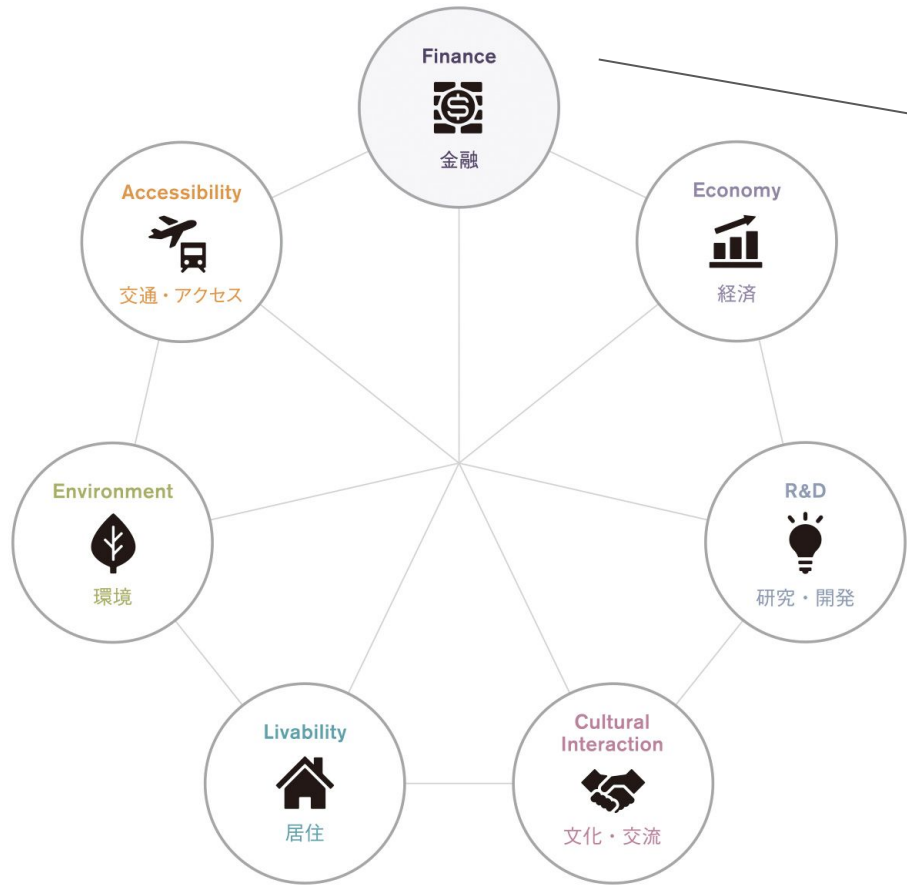 Finance
金融
Economy
経済
R&D
研究・開発
Cultural
Interaction
文化・交流
Livability
居住
Environment
環境
Accessibility
交通・アクセス